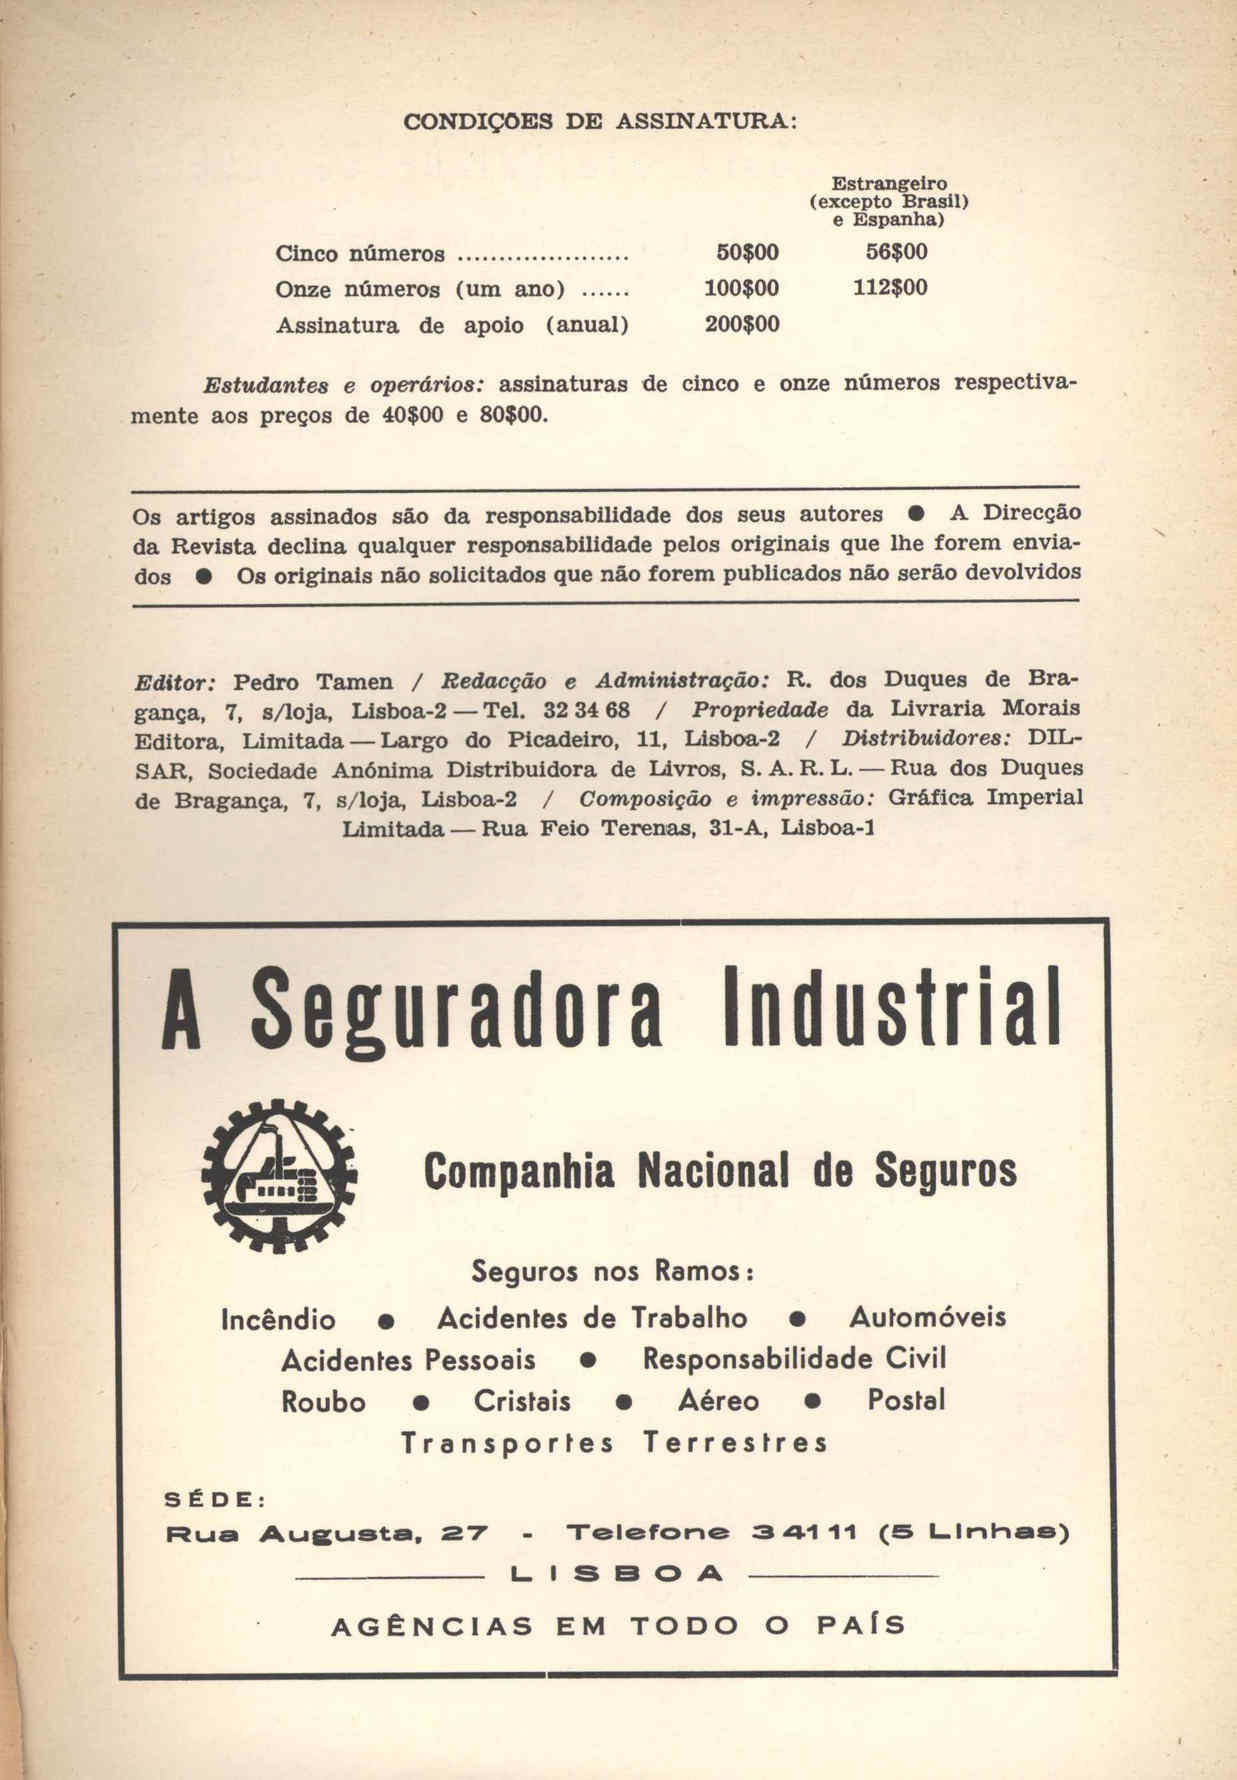 CONDIÇÕES DE ASSINATURA:
Estrangeiro
(excepto Brasil)
e Espanha)
Cinco números ..................... 50$00 56$00
Onze números (um ano) ...... 100$00 112$00
Assinatura de apoio (anual) 200$00
Estudantes e operários: assinaturas de cinco e onze números respectiva-
mente aos preços de 40$00 e 80$00.
Os artigos assinados são da responsabilidade dos seus autores ● A Direcção
da Revista declina qualquer responsabilidade pelos originais que lhe forem envia-
dos ● Os originais não solicitados que não forem publicados não serão devolvidos
Editor: Pedro Tamen / Redacção e Administração: R. dos Duques de Bra-
gança, 7, s/loja, Lisboa-2 — Tel. 32 34 68 / Propriedade da Livraria Morais
Editora, Limitada — Largo do Picadeiro, 11, Lisboa-2 / Distribuidores: DIL-
SAR, Sociedade Anónima Distribuidora de Livros, S. A. R. L. — Rua dos Duques
de Bragança, 7, s/loja, Lisboa-2 / Composição e impressão: Gráfica Imperial
Limitada — Rua Feio Terenas, 31-A, Lisboa-1
A Seguradora Industrial
Companhia Nacional de Seguros
Seguros nos Ramos:
Incêndio ● Acidentes de Trabalho ● Automóveis
Acidentes Pessoais ● Responsabilidade Civil
Roubo ● Cristais ● Aéreo ● Postal
Transportes Terrestres
SÉDE:
Rua Augusta, 27 - Telefone 3 41 11 (5 Linhas)
LISBOA
AGÊNCIAS EM TODO O PAÍS